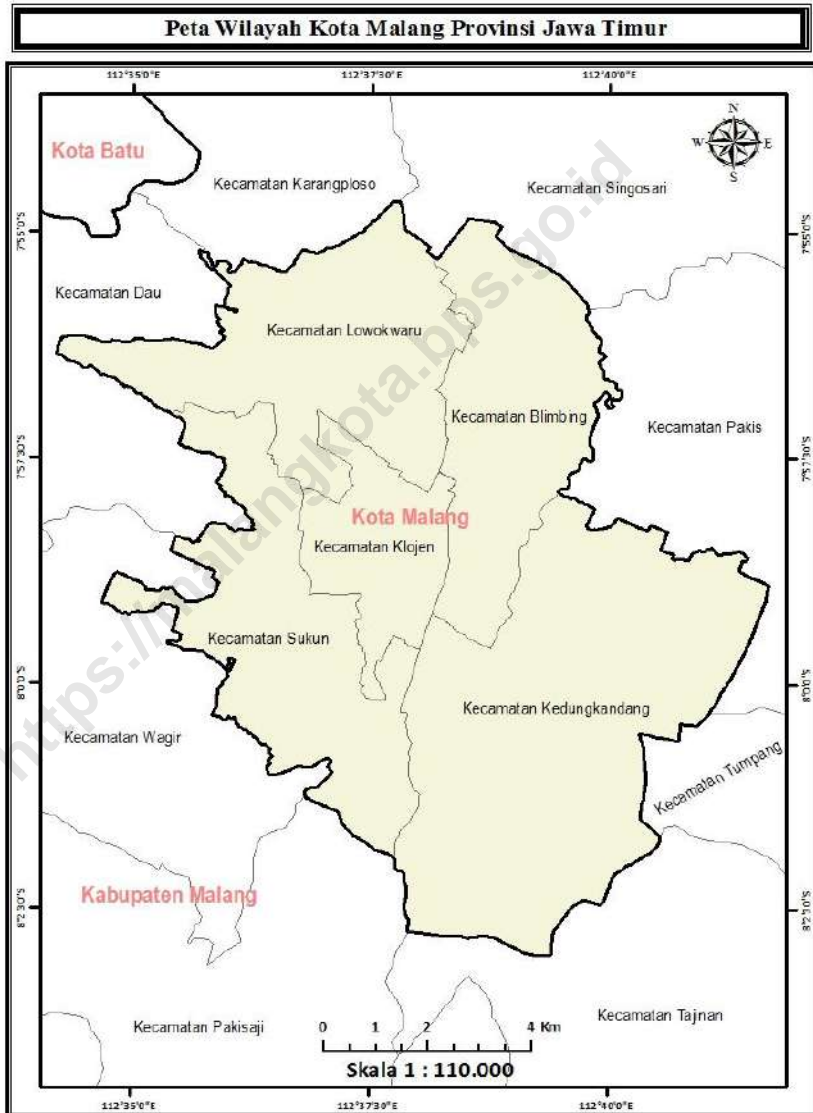 Peta Wilayah Kota Malang Provinsi Jawa Timur
112°35'0"E
112°37'30"E
112°40'0"E
N
W
E
S
Kota Batu
Kecamatan Karangploso
Kecamatan Singosari
7°55'0"S
7°55'0"S
Kecamatan Dau
Kecamatan Lowokwaru
Kecamatan Blimbing
Kecamatan Pakis
7°57'30"S
7°57'30"S
Kota Malang
Kecamatan Klojen
Kecamatan Sukun
8°0'0"S
8°0'0"S
Kecamatan Kedungkandang
Kecamatan Wagir
Kecamatan Tumpang
Kabupaten Malang
8°2'30"S
8°2'30"S
Kecamatan Pakisaji
Kecamatan Tajinan
0 1 2 4 Km
Skala 1 : 110.000
112°35'0"E
112°37'30"E
112°40'0"E
https://malangkota.bps.go.id